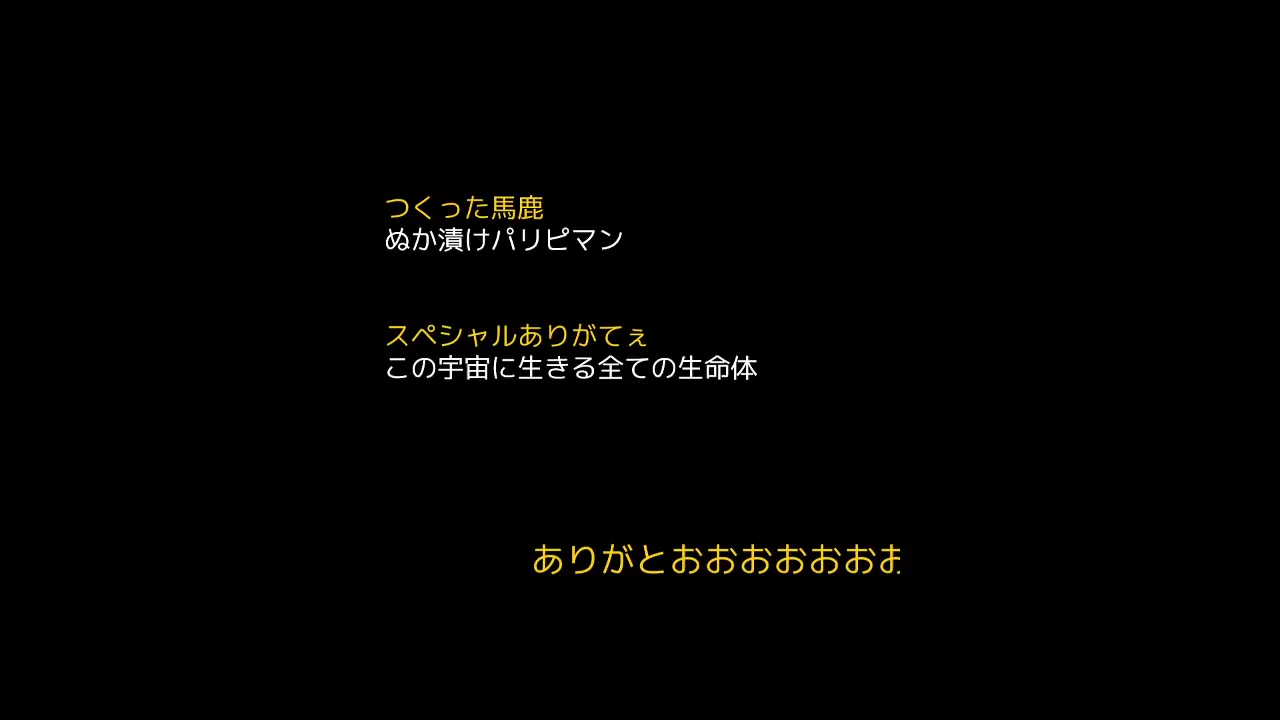 つくった馬鹿
ぬか漬けパリピマン
スペシャルありがてぇ
この宇宙に生きる全ての生命体
ありがとおおおおおおお